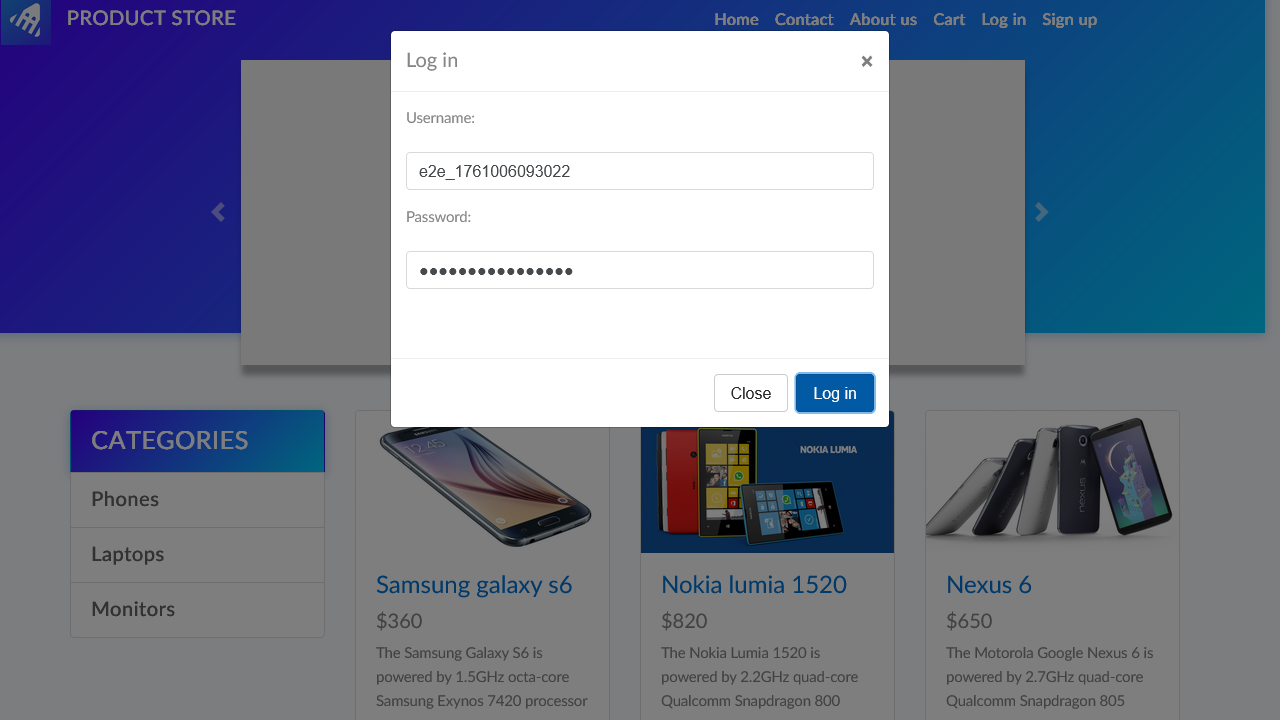 PRODUCT STORE
Home Contact About us Cart Log in Sign up
Log in ×
Username:
e2e_1761006093022
Password:
••••••••••••••••
Close Log in
CATEGORIES
Phones
Laptops
Monitors
12:45
Samsung galaxy s6
$360
The Samsung Galaxy S6 is
powered by 1.5GHz octa-core
Samsung Exynos 7420 processor
NOKIA LUMIA
Nokia lumia 1520
$820
The Nokia Lumia 1520 is
powered by 2.2GHz quad-core
Qualcomm Snapdragon 800
nexus
Nexus 6
$650
The Motorola Google Nexus 6 is
powered by 2.7GHz quad-core
Qualcomm Snapdragon 805